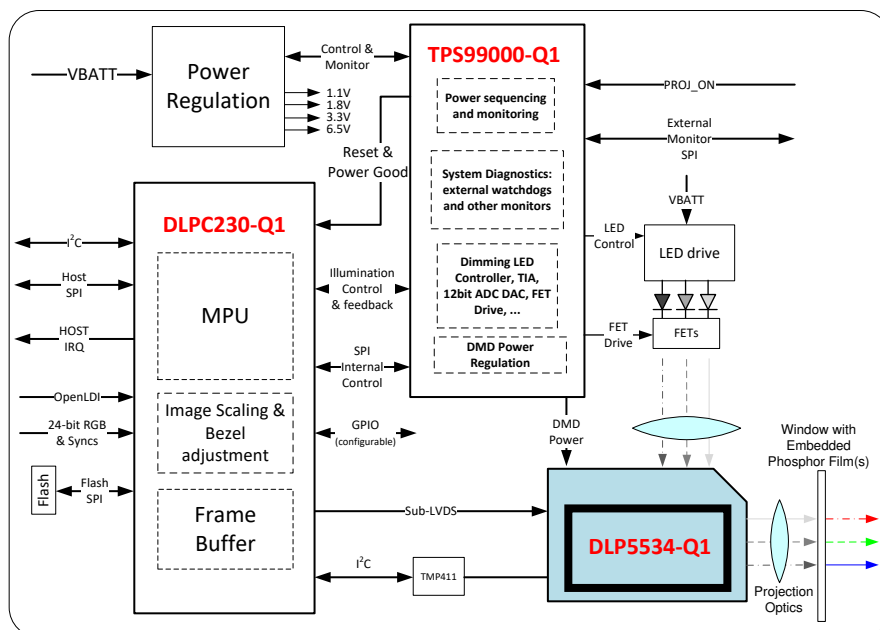 VBATT
Power
Regulation
Control &
Monitor
1.1V
1.8V
3.3V
6.5V
TPS99000-Q1
Power sequencing
and monitoring
System Diagnostics:
external watchdogs
and other monitors
Dimming LED
Controller, TIA,
12bit ADC DAC, FET
Drive, ...
DMD Power
Regulation
PROJ_ON
External
Monitor
SPI
VBATT
LED
Control
LED drive
FET
Drive
FETs
Reset &
Power Good
DLPC230-Q1
MPU
Image Scaling &
Bezel
adjustment
Frame
Buffer
I2C
Host
SPI
HOST
IRQ
OpenLDI
24-bit RGB
& Syncs
Flash
Flash
SPI
Illumination
Control
& feedback
SPI
Internal
Control
GPIO
(configurable)
Sub-LVDS
I2C
TMP411
DMD
Power
DLP5534-Q1
Window with
Embedded
Phosphor Film(s)
Projection
Optics